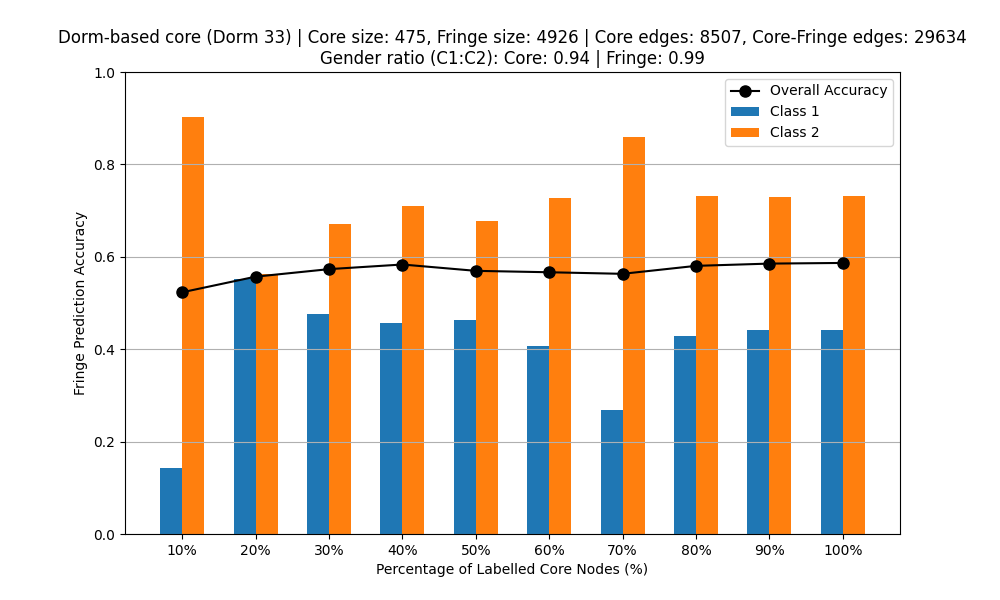 Dorm-based core (Dorm 33) | Core size: 475, Fringe size: 4926 | Core edges: 8507, Core-Fringe edges: 29634
Gender ratio (C1:C2): Core: 0.94 | Fringe: 0.99
Overall Accuracy
Class 1
Class 2
Fringe Prediction Accuracy
1.0
0.8
0.6
0.4
0.2
0.0
10% 20% 30% 40% 50% 60% 70% 80% 90% 100%
Percentage of Labelled Core Nodes (%)